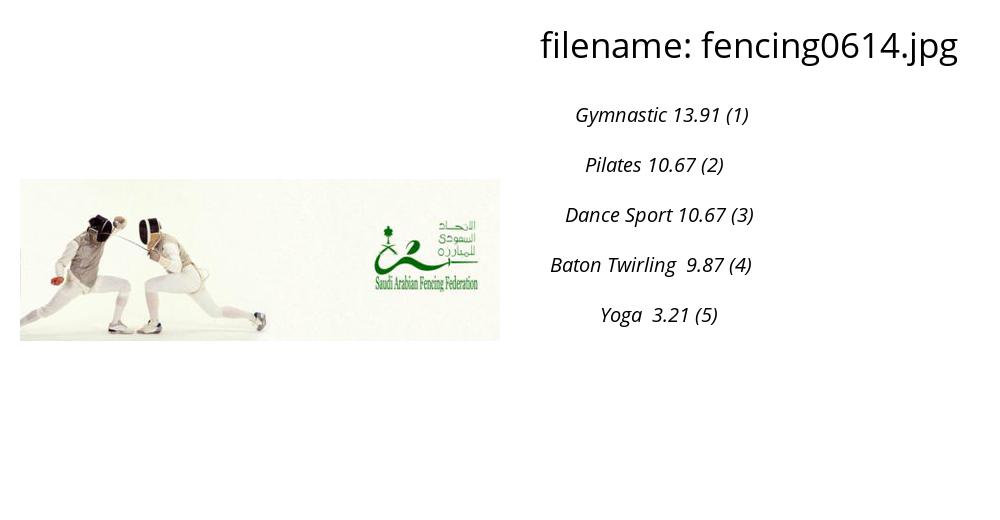 filename: fencing0614.jpg
Gymnastic 13.91 (1)
Pilates 10.67 (2)
Dance Sport 10.67 (3)
Baton Twirling 9.87 (4)
Yoga 3.21 (5)
الاتحاد
السعودي
للمبارزة
Saudi Arabian Fencing Federation